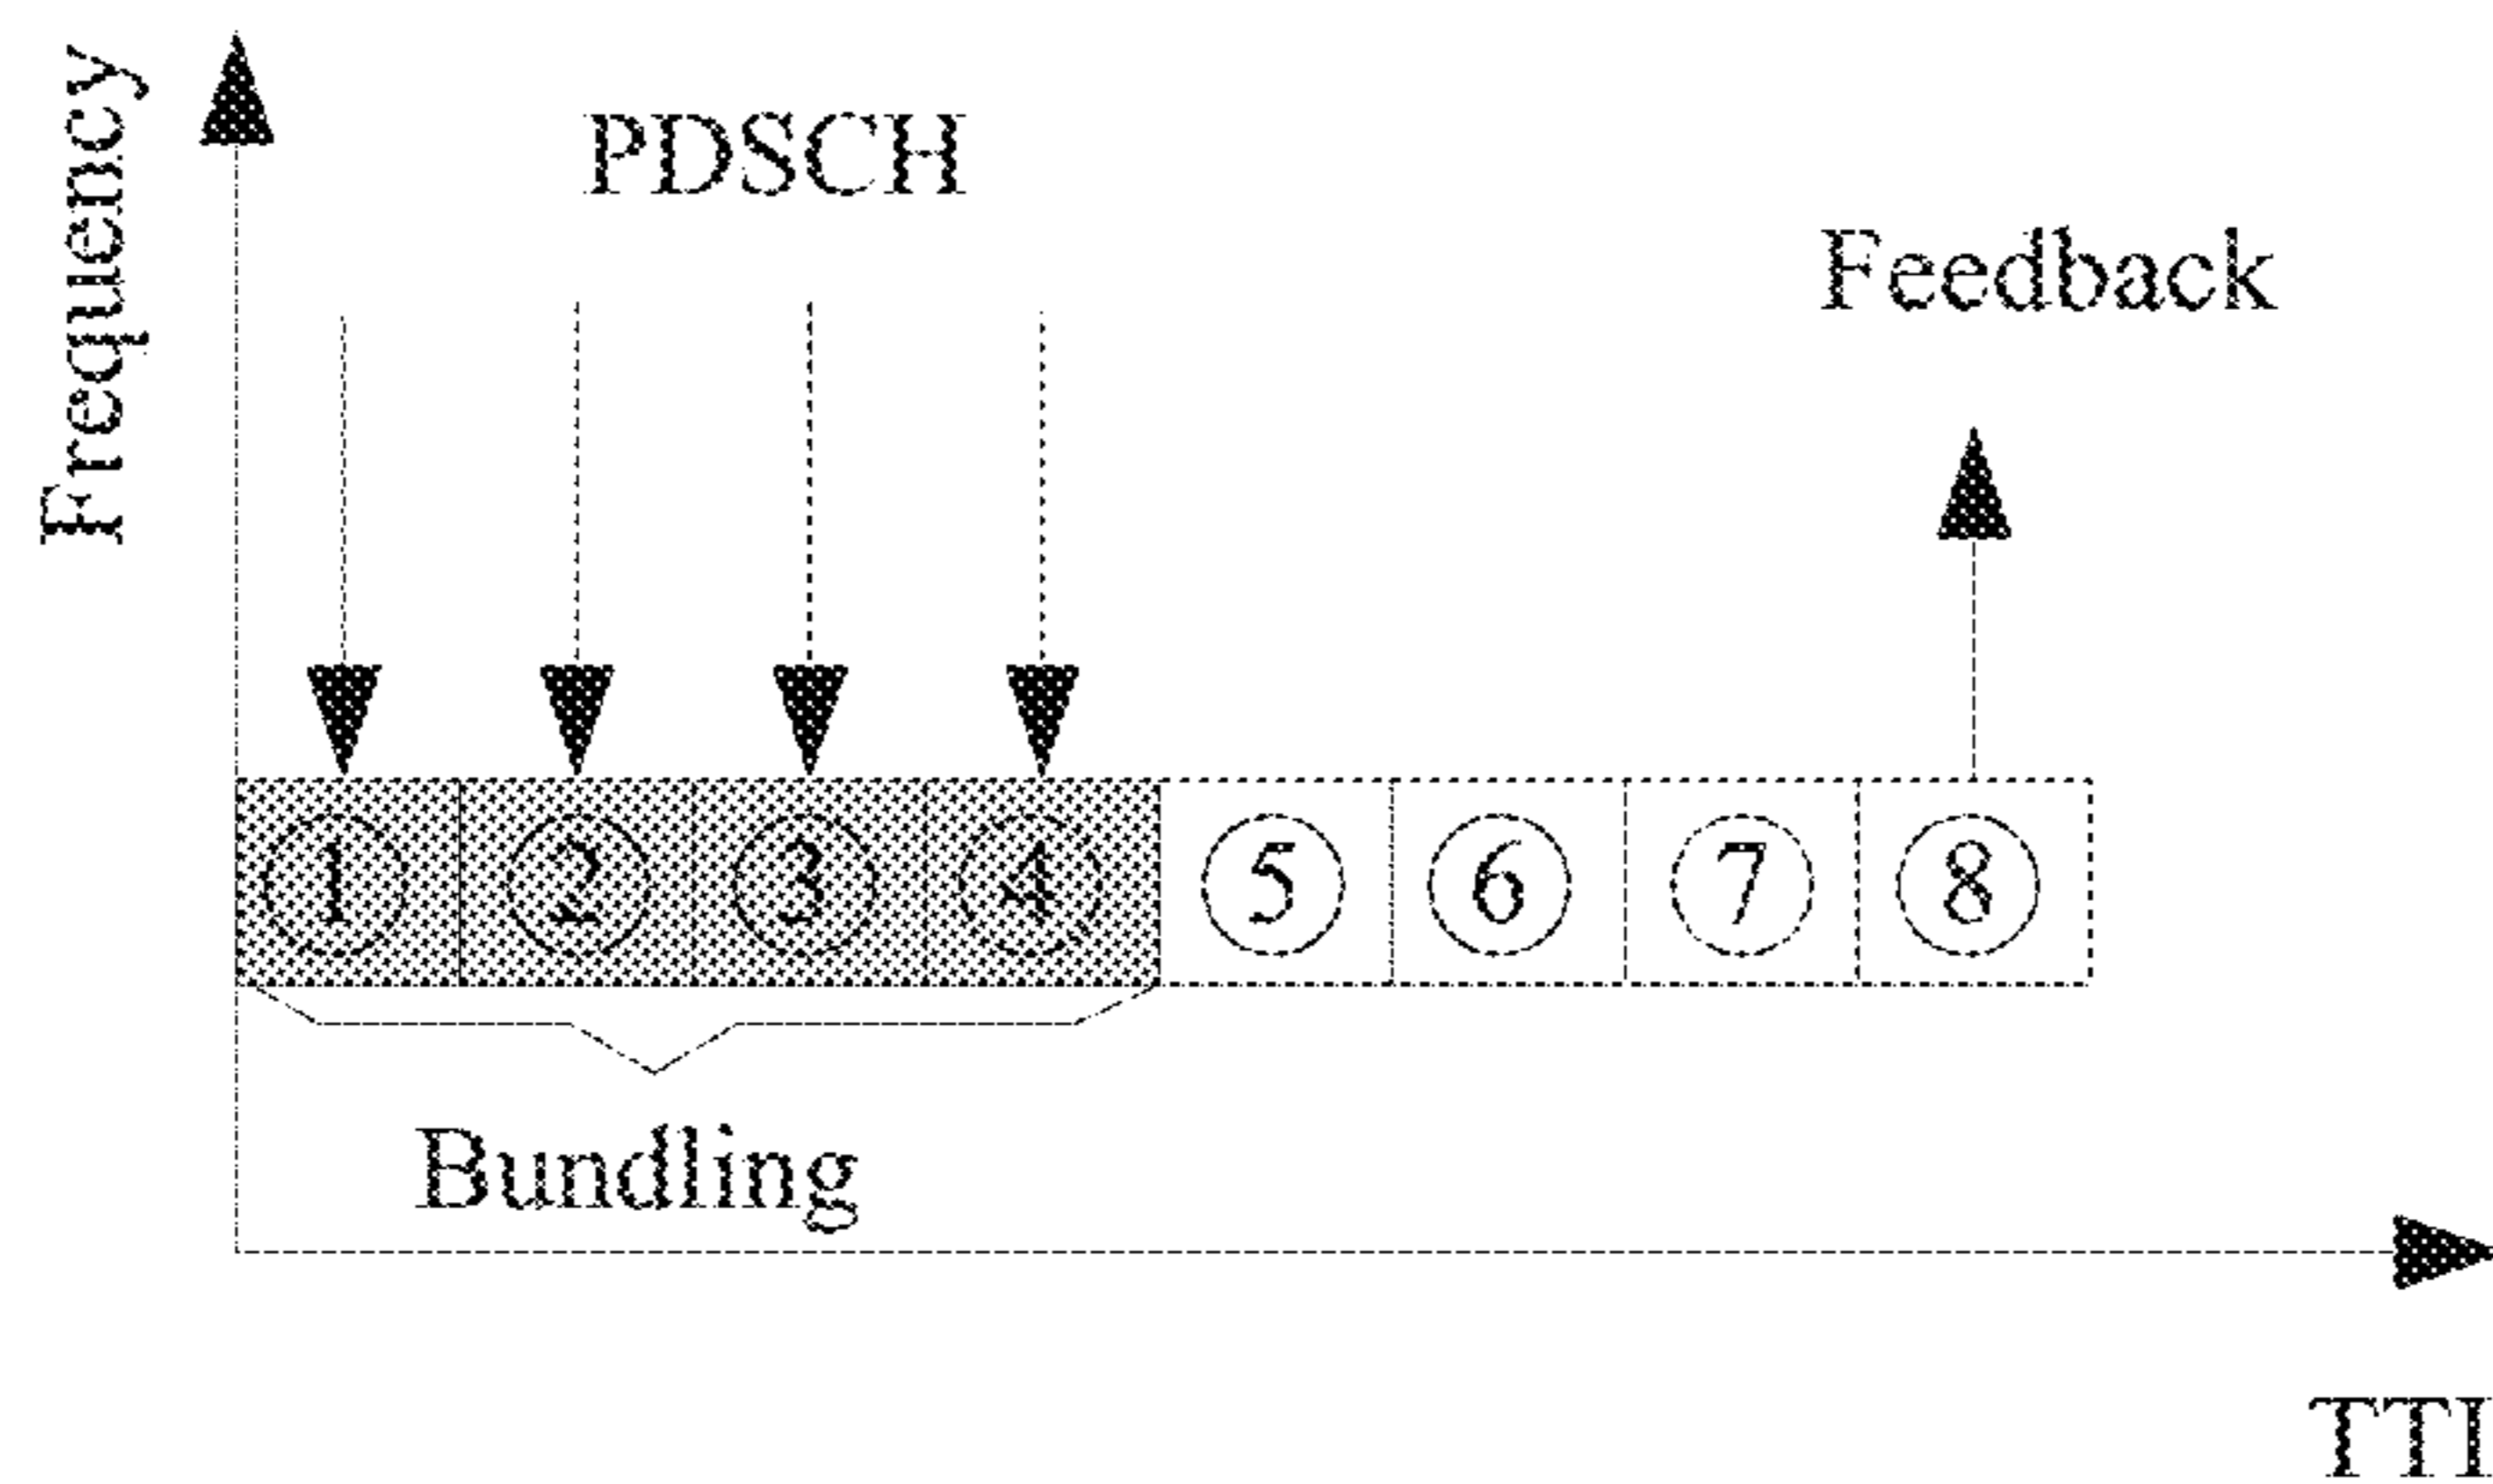 Frequency
PDSCH
Feedback
① ② ③ ④ ⑤ ⑥ ⑦ ⑧
Bundling
TTI